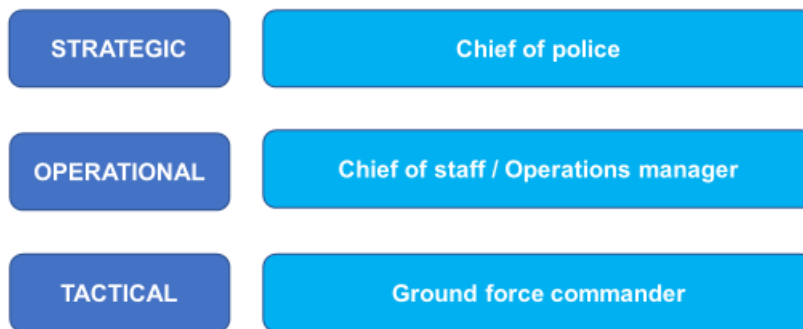 STRATEGIC
Chief of police
OPERATIONAL
Chief of staff / Operations manager
TACTICAL
Ground force commander